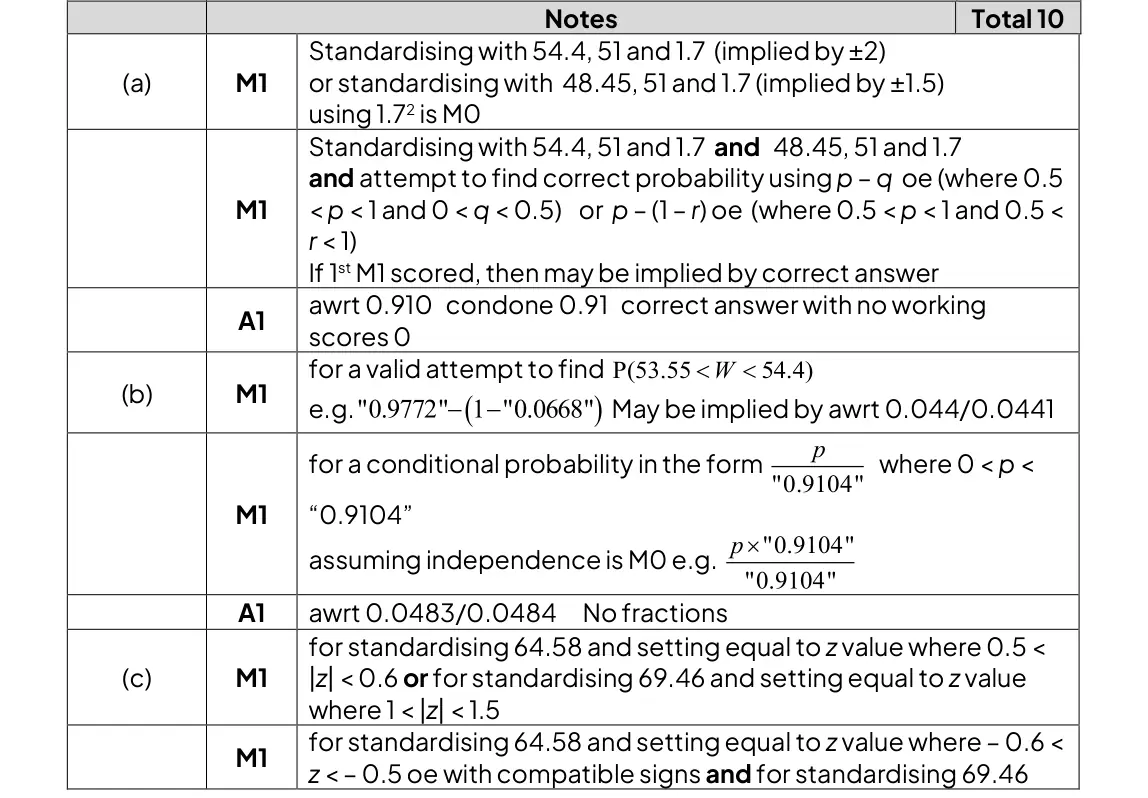 Notes Total 10
(a) M1 Standardising with 54.4, 51 and 1.7 (implied by ±2)
or standardising with 48.45, 51 and 1.7 (implied by ±1.5)
using 1.7² is M0
M1 Standardising with 54.4, 51 and 1.7 and 48.45, 51 and 1.7
and attempt to find correct probability using p – q oe (where 0.5
< p < 1 and 0 < q < 0.5) or p – (1 – r) oe (where 0.5 < p < 1 and 0.5 <
r < 1)
If 1st M1 scored, then may be implied by correct answer
A1 awrt 0.910 condone 0.91 correct answer with no working
scores 0
(b) M1 for a valid attempt to find P(53.55 < W < 54.4)
e.g. "0.9772"–(1–"0.0668") May be implied by awrt 0.044/0.0441
M1 for a conditional probability in the form p/"0.9104" where 0 < p <
“0.9104”
assuming independence is M0 e.g. p×"0.9104"/"0.9104"
A1 awrt 0.0483/0.0484 No fractions
(c) M1 for standardising 64.58 and setting equal to z value where 0.5 <
|z| < 0.6 or for standardising 69.46 and setting equal to z value
where 1 < |z| < 1.5
M1 for standardising 64.58 and setting equal to z value where – 0.6 <
z < – 0.5 oe with compatible signs and for standardising 69.46